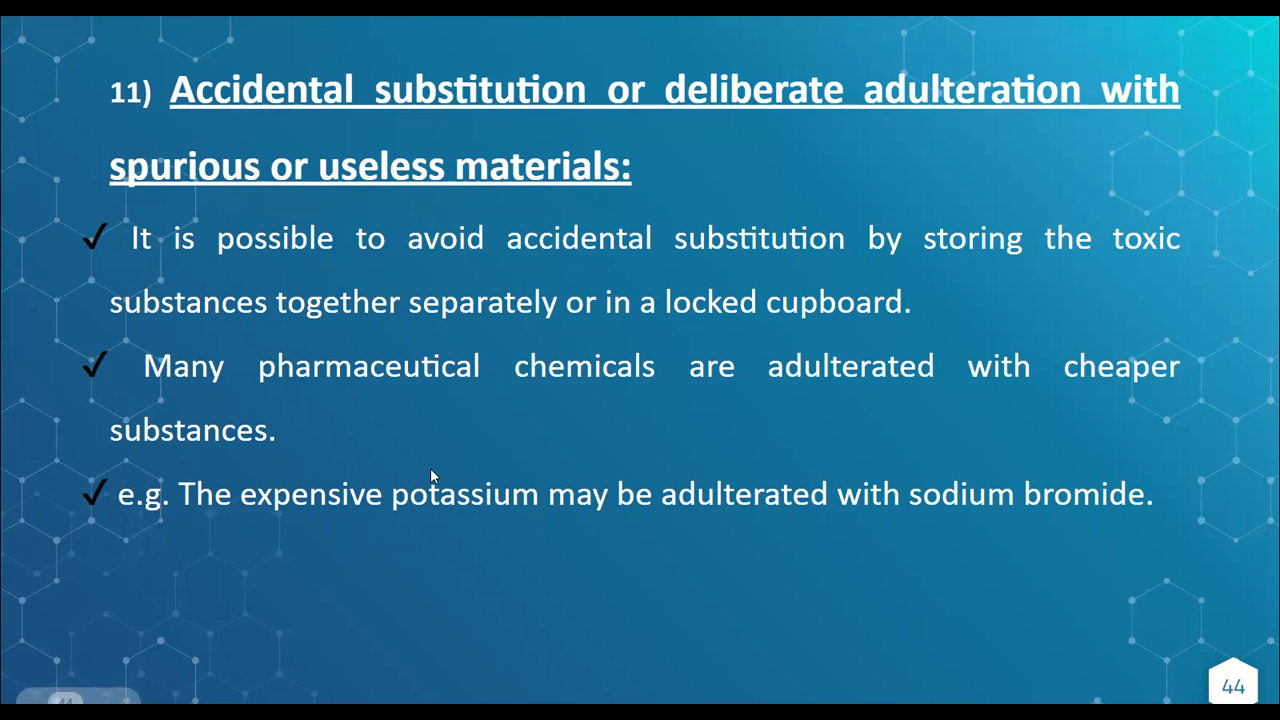 11) Accidental substitution or deliberate adulteration with
spurious or useless materials:
✓ It is possible to avoid accidental substitution by storing the toxic
substances together separately or in a locked cupboard.
✓ Many pharmaceutical chemicals are adulterated with cheaper
substances.
✓ e.g. The expensive potassium may be adulterated with sodium bromide.
44
44